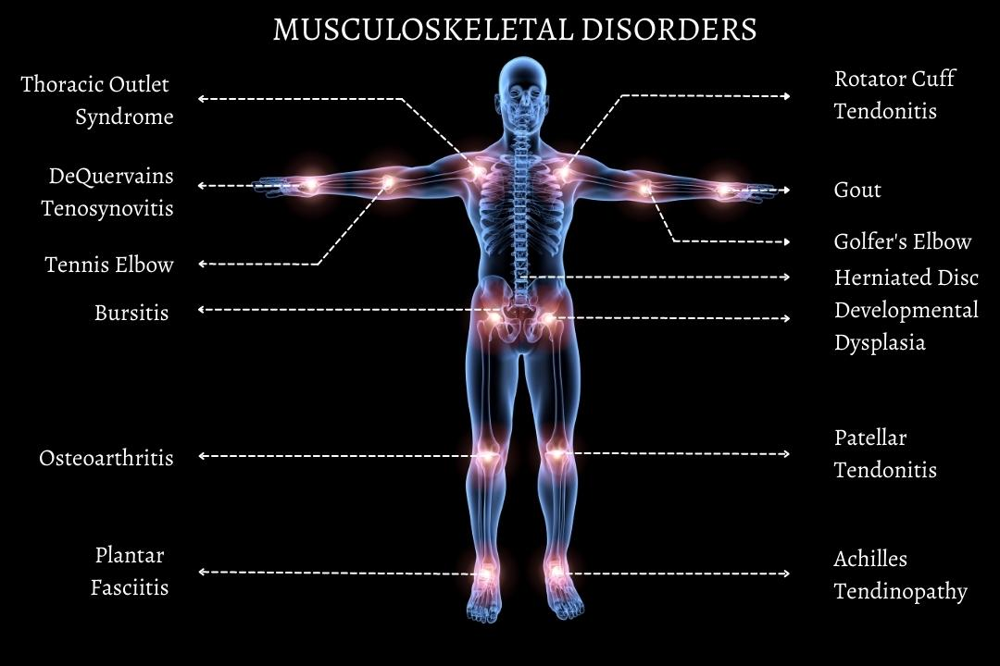 MUSCULOSKELETAL DISORDERS
Thoracic Outlet
Syndrome
DeQuervains
Tenosynovitis
Tennis Elbow
Bursitis
Osteoarthritis
Plantar
Fasciitis
Rotator Cuff
Tendonitis
Gout
Golfer's Elbow
Herniated Disc
Developmental
Dysplasia
Patellar
Tendonitis
Achilles
Tendinopathy